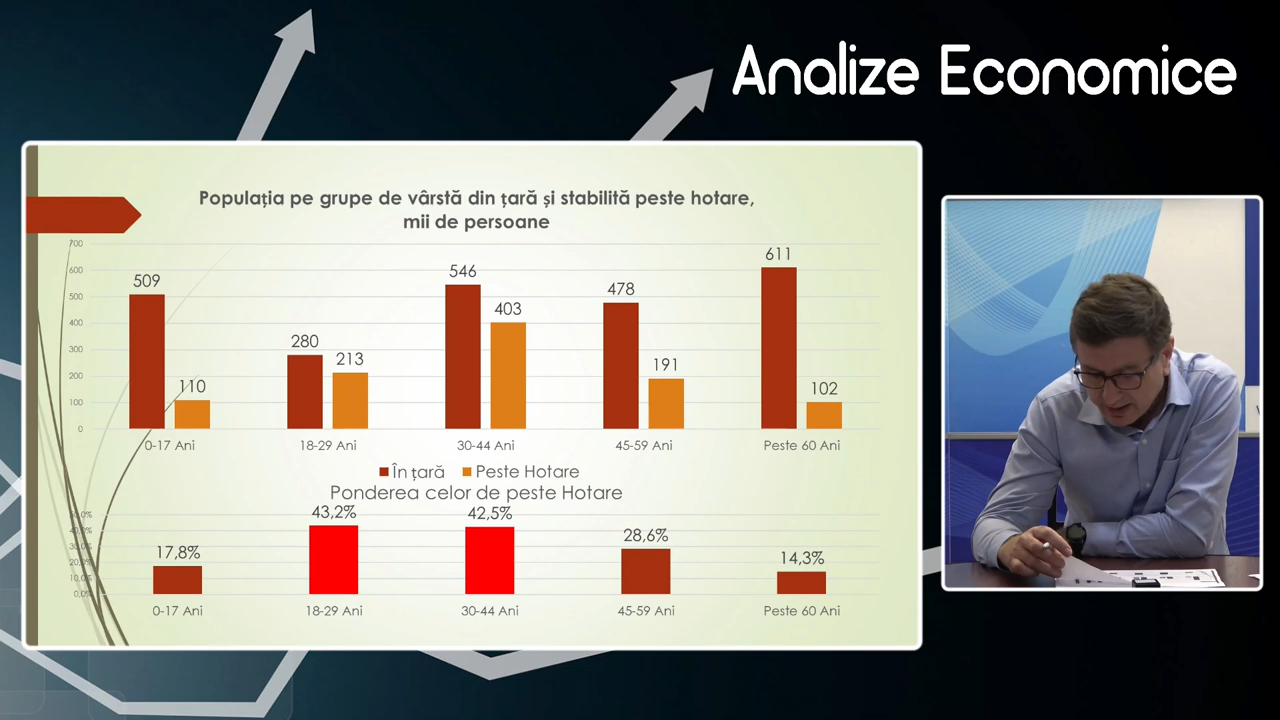 Analize Economice
Populația pe grupe de vârstă din țară și stabilită peste hotare,
mii de persoane
700
600
500
400
300
200
100
0
509
110
280
213
546
403
478
191
611
102
0-17 Ani
18-29 Ani
30-44 Ani
45-59 Ani
Peste 60 Ani
În țară
Peste Hotare
Ponderea celor de peste Hotare
10,0%
0,0%
17,8%
43,2%
42,5%
28,6%
14,3%
0-17 Ani
18-29 Ani
30-44 Ani
45-59 Ani
Peste 60 Ani